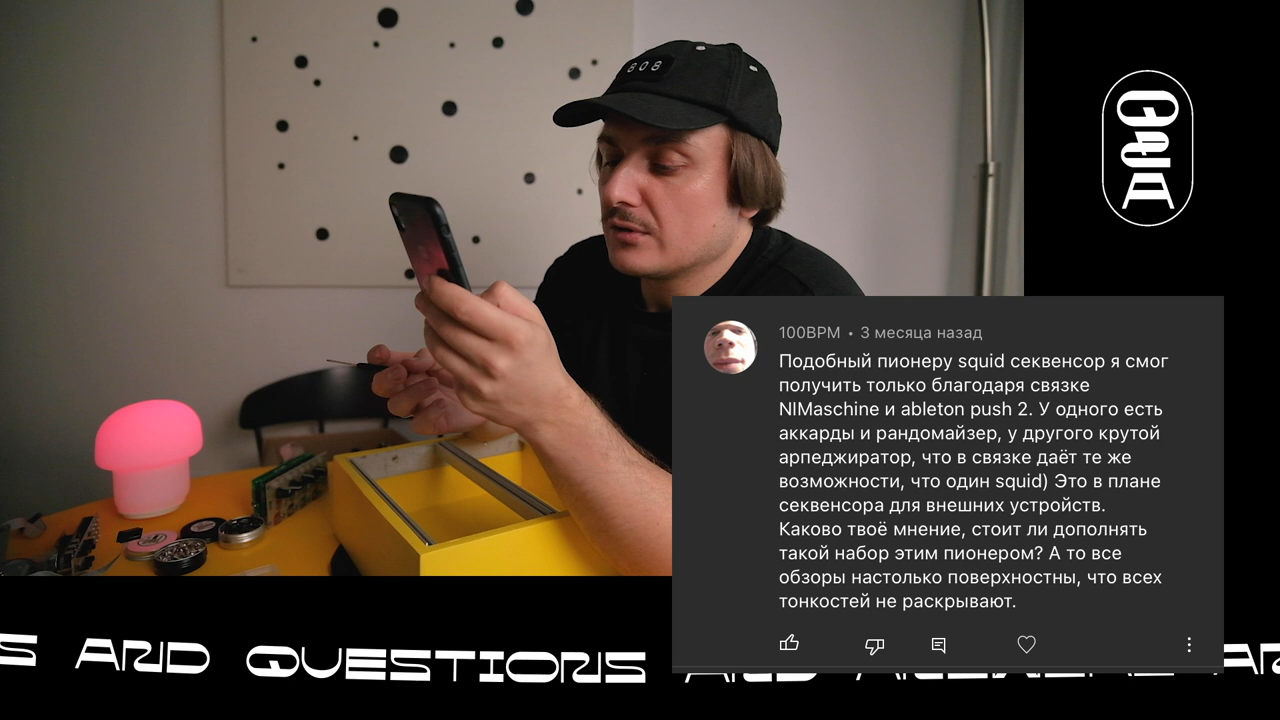 808
Q&A
100BPM • 3 месяца назад
Подобный пионеру squid секвенсор я смог
получить только благодаря связке
NIMaschine и ableton push 2. У одного есть
аккарды и рандомайзер, у другого крутой
арпеджиратор, что в связке даёт те же
возможности, что один squid) Это в плане
секвенсора для внешних устройств.
Каково твоё мнение, стоит ли дополнять
такой набор этим пионером? А то все
обзоры настолько поверхностны, что всех
тонкостей не раскрывают.
S AND QUESTIONS AND ANSWERS AN